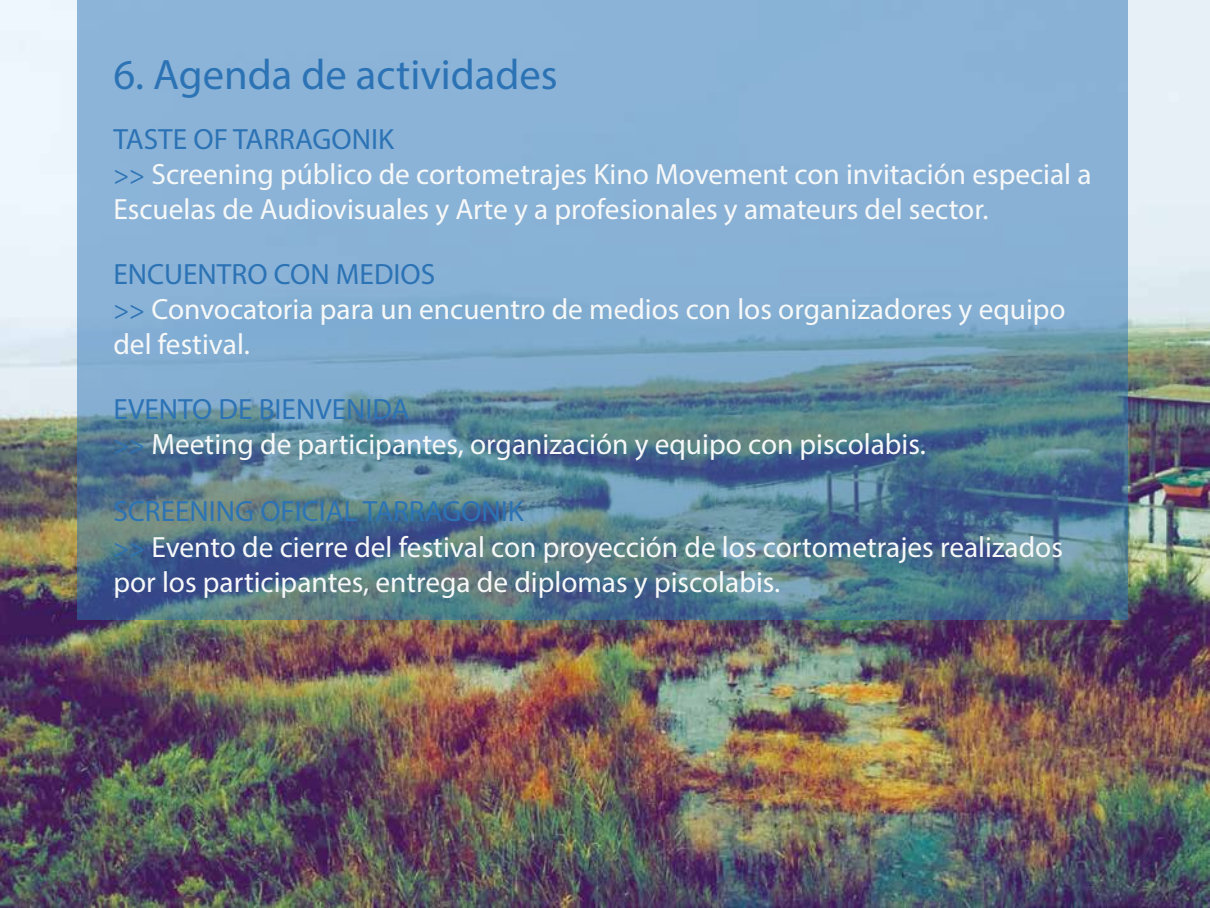 6. Agenda de actividades
TASTE OF TARRAGONIK
>> Screening público de cortometrajes Kino Movement con invitación especial a
Escuelas de Audiovisuales y Arte y a profesionales y amateurs del sector.
ENCUENTRO CON MEDIOS
>> Convocatoria para un encuentro de medios con los organizadores y equipo
del festival.
EVENTO DE BIENVENIDA
>> Meeting de participantes, organización y equipo con piscolabis.
SCREENING OFICIAL TARRAGONIK
>> Evento de cierre del festival con proyección de los cortometrajes realizados
por los participantes, entrega de diplomas y piscolabis.